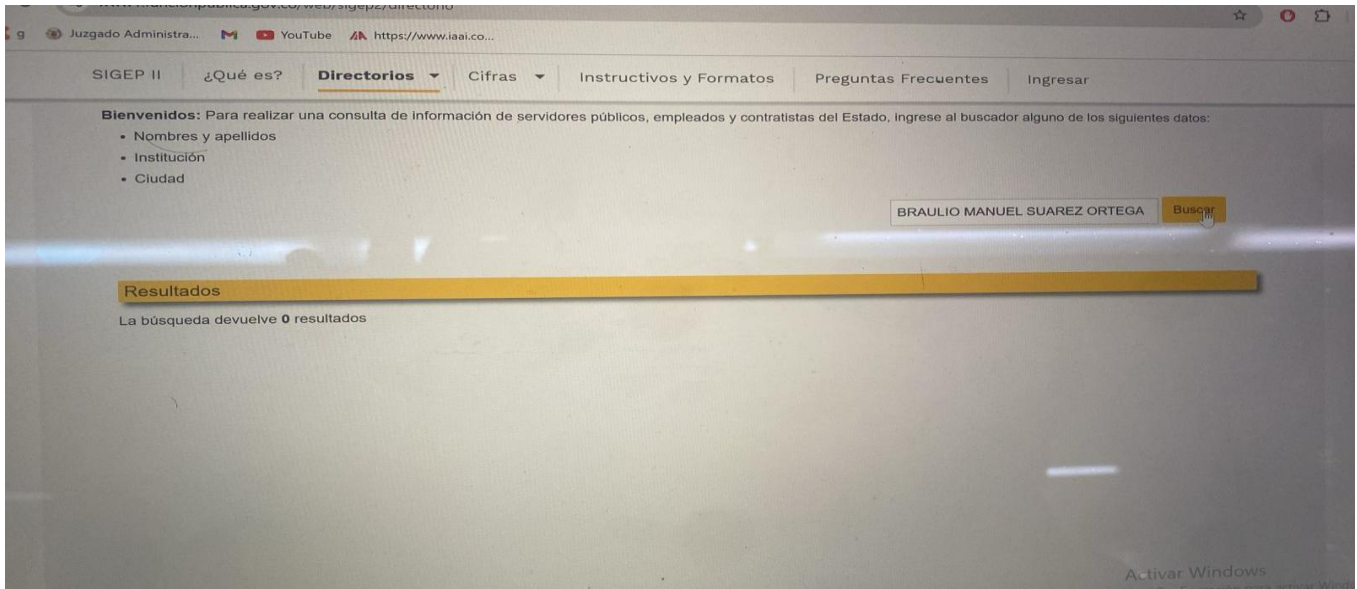 g Juzgado Administra... YouTube https://www.iaai.co...
SIGEP II ¿Qué es? Directorios Cifras Instructivos y Formatos Preguntas Frecuentes Ingresar
Bienvenidos: Para realizar una consulta de información de servidores públicos, empleados y contratistas del Estado, ingrese al buscador alguno de los siguientes datos:
• Nombres y apellidos
• Institución
• Ciudad
BRAULIO MANUEL SUAREZ ORTEGA Buscar
Resultados
La búsqueda devuelve 0 resultados
Activar Windows